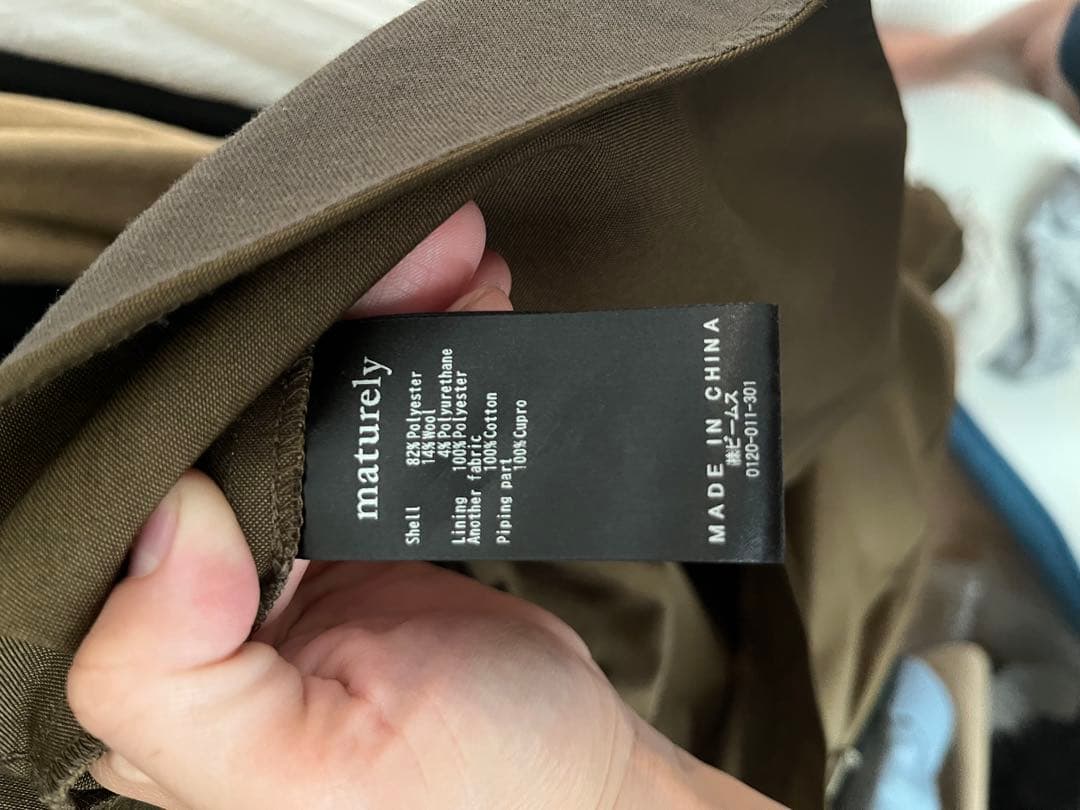 maturely
Shell 82%Polyester
14%Wool
4%Polyurethane
Lining 100%Polyester
Another fabric
100%Cotton
Piping part
100%Cupro
MADE IN CHINA
㈱ビームス
0120-011-301